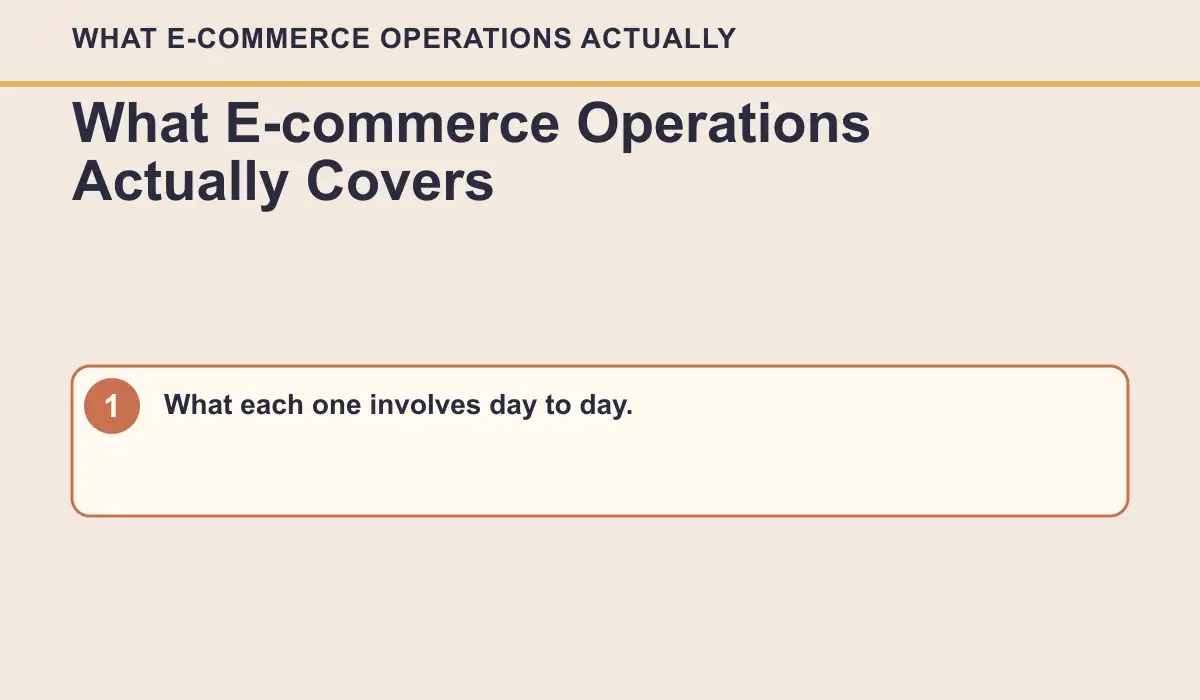 WHAT E-COMMERCE OPERATIONS ACTUALLY
What E-commerce Operations
Actually Covers
1 What each one involves day to day.